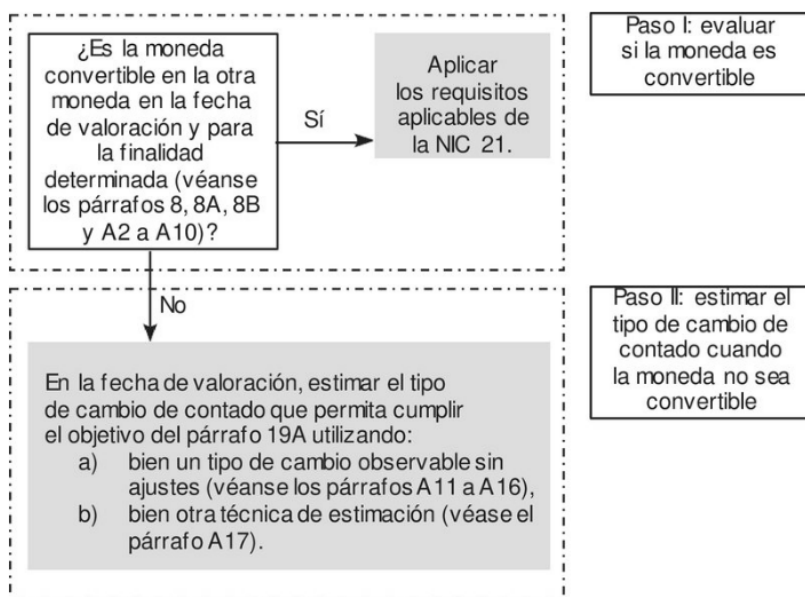 ¿Es la moneda
convertible en la otra
moneda en la fecha
de valoración y para
la finalidad
determinada (véanse
los párrafos 8, 8A, 8B
y A2 a A10)?
Sí
Aplicar
los requisitos
aplicables de
la NIC 21.
Paso I: evaluar
si la moneda es
convertible
No
En la fecha de valoración, estimar el tipo
de cambio de contado que permita cumplir
el objetivo del párrafo 19A utilizando:
a) bien un tipo de cambio observable sin
ajustes (véanse los párrafos A11 a A16),
b) bien otra técnica de estimación (véase el
párrafo A17).
Paso II: estimar el
tipo de cambio de
contado cuando
la moneda no sea
convertible